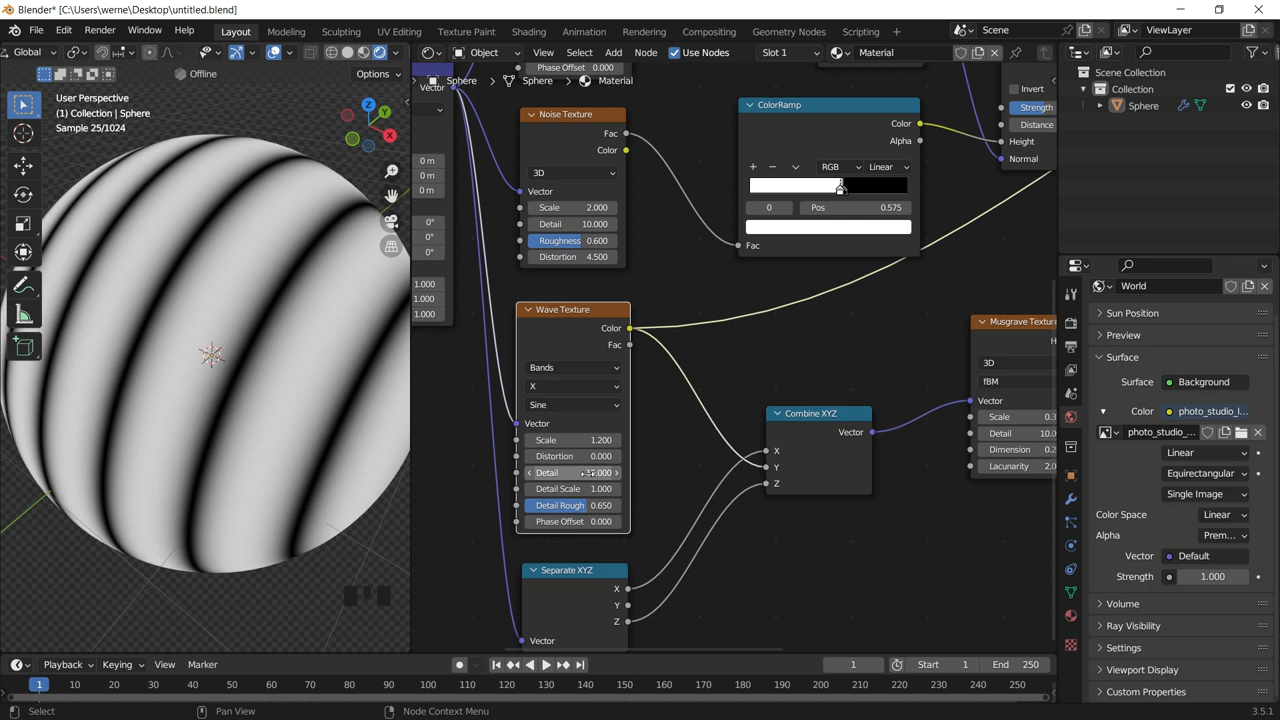 Blender* [C:\Users\werne\Desktop\untitled.blend]
File Edit Render Window Help
Layout Modeling Sculpting UV Editing Texture Paint Shading Animation Rendering Compositing Geometry Nodes Scripting +
Scene
ViewLayer
Global
Object View Select Add Node Use Nodes Slot 1 Material
Offline
Options
User Perspective
(1) Collection | Sphere
Sample 25/1024
Z
Y
X
Vector
0 m
0 m
0 m
0°
0°
0°
1.000
1.000
1.000
Phase Offset 0.000
Sphere > Sphere > Material
Noise Texture
Fac
Color
3D
Vector
Scale 2.000
Detail 10.000
Roughness 0.600
Distortion 4.500
ColorRamp
Color
Alpha
RGB Linear
0 Pos 0.575
Fac
Invert
Strength
Distance
Height
Normal
Wave Texture
Color
Fac
Bands
X
Sine
Vector
Scale 1.200
Distortion 0.000
Detail
Detail Scale 1.000
Detail Rough 0.650
Phase Offset 0.000
Separate XYZ
X
Y
Z
Vector
Combine XYZ
Vector
X
Y
Z
Musgrave Texture
H
3D
fBM
Vector
Scale 0.3
Detail 10.0
Dimension 0.2
Lacunarity 2.0
Scene Collection
Collection
Sphere
World
Sun Position
Preview
Surface
Surface Background
Color photo_studio_l...
photo_studio_...
Linear
Equirectangular
Single Image
Color Space Linear
Alpha Prem...
Vector Default
Strength 1.000
Volume
Ray Visibility
Settings
Viewport Display
Custom Properties
Playback Keying View Marker
1 Start 1 End 250
1 10 20 30 40 50 60 70 80 90 100 110 120 130 140 150 160 170 180 190 200 210 220 230 240 250
Select Pan View Node Context Menu 3.5.1